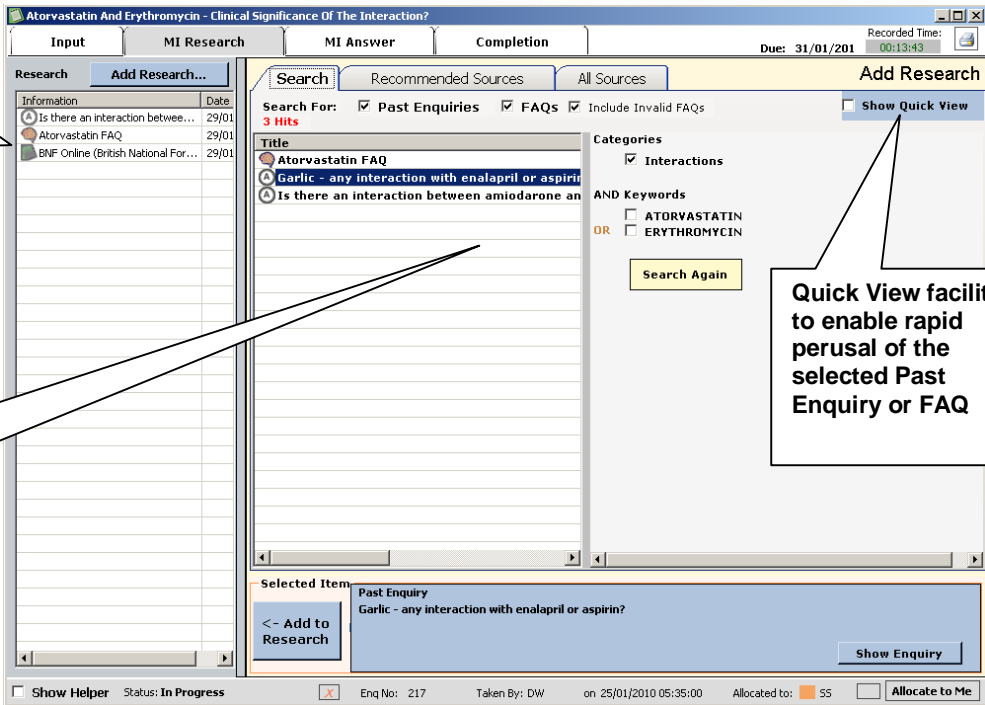 Atorvastatin And Erythromycin - Clinical Significance Of The Interaction?
Input
MI Research
MI Answer
Completion
Due: 31/01/201
Recorded Time:
00:13:43
Research
Add Research...
Information
Date
Is there an interaction betwee...
29/01
Atorvastatin FAQ
29/01
BNF Online (British National For...
29/01
Search
Recommended Sources
All Sources
Add Research
Search For:
Past Enquiries
FAQs
Include Invalid FAQs
3 Hits
Show Quick View
Title
Atorvastatin FAQ
Garlic - any interaction with enalapril or aspirin
Is there an interaction between amiodarone an
Categories
Interactions
AND Keywords
ATORVASTATIN
OR
ERYTHROMYCIN
Search Again
Quick View facilit
to enable rapid
perusal of the
selected Past
Enquiry or FAQ
Selected Item
<- Add to
Research
Past Enquiry
Garlic - any interaction with enalapril or aspirin?
Show Enquiry
Show Helper
Status: In Progress
X
Enq No: 217
Taken By: DW
on 25/01/2010 05:35:00
Allocated to:
SS
Allocate to Me